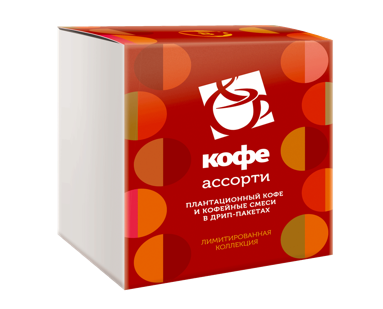 кофе
ассорти
ПЛАНТАЦИОННЫЙ КОФЕ
И КОФЕЙНЫЕ СМЕСИ
В ДРИП-ПАКЕТАХ
ЛИМИТИРОВАННАЯ
КОЛЛЕКЦИЯ